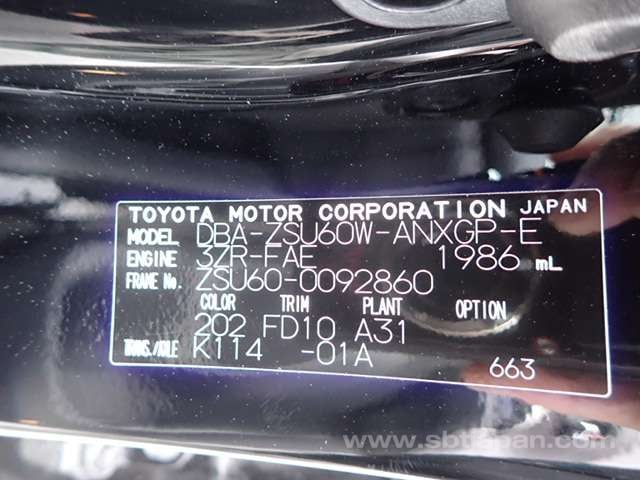 TOYOTA MOTOR CORPORATION JAPAN
MODEL DBA-ZSU60W-ANXGP-E
ENGINE 3ZR-FAE 1986 mL
FRAME No. ZSU60-0092860
COLOR TRIM PLANT OPTION
202 FD10 A31
TRANS./AXLE K114 -01A 663
www.sbtjapan.com